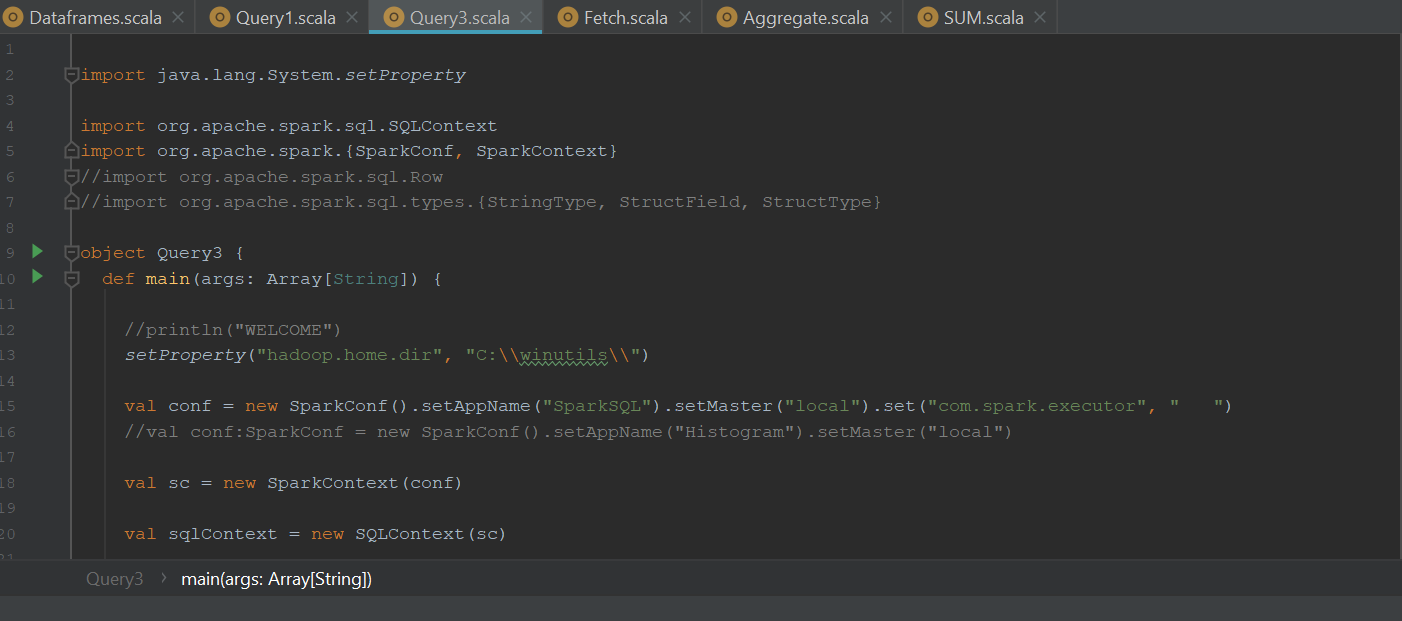 Dataframes.scala Query1.scala Query3.scala Fetch.scala Aggregate.scala SUM.scala
1
2 import java.lang.System.setProperty
3
4 import org.apache.spark.sql.SQLContext
5 import org.apache.spark.{SparkConf, SparkContext}
6 //import org.apache.spark.sql.Row
7 //import org.apache.spark.sql.types.{StringType, StructField, StructType}
8
9 object Query3 {
10 def main(args: Array[String]) {
11
12 //println("WELCOME")
13 setProperty("hadoop.home.dir", "C:\\winutils\\")
14
15 val conf = new SparkConf().setAppName("SparkSQL").setMaster("local").set("com.spark.executor", "   ")
16 //val conf:SparkConf = new SparkConf().setAppName("Histogram").setMaster("local")
17
18 val sc = new SparkContext(conf)
19
20 val sqlContext = new SQLContext(sc)
21
Query3 › main(args: Array[String])